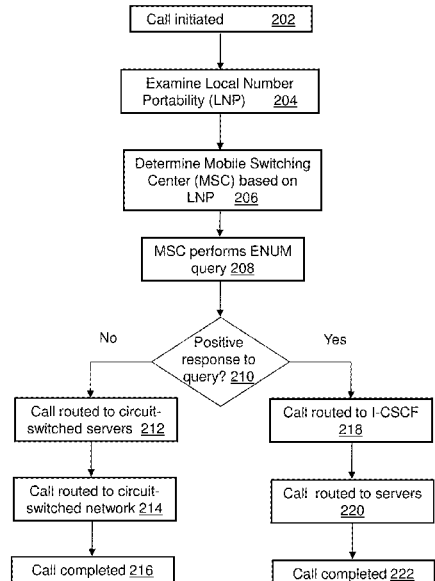 Call initiated 202
Examine Local Number
Portability (LNP) 204
Determine Mobile Switching
Center (MSC) based on
LNP 206
MSC performs ENUM
query 208
No
Positive
response to
query? 210
Yes
Call routed to circuit-
switched servers 212
Call routed to circuit-
switched network 214
Call completed 216
Call routed to I-CSCF
218
Call routed to servers
220
Call completed 222